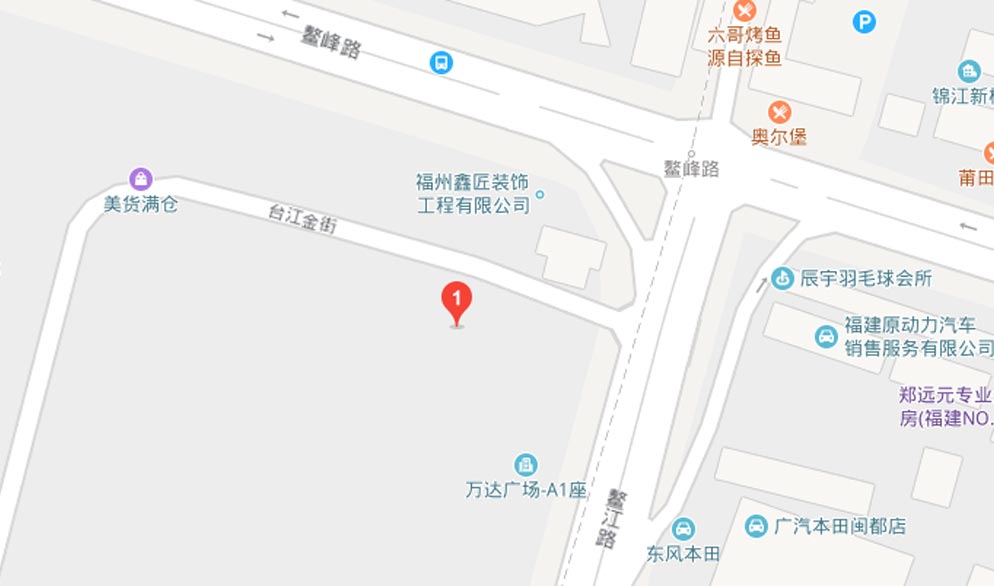 六哥烤鱼
源自探鱼
P
鳌峰路
锦江新
奥尔堡
鳌峰路
莆田
福州鑫匠装饰
工程有限公司
美货满仓
台江金街
辰宇羽毛球会所
1
福建原动力汽车
销售服务有限公司
郑远元专业
房(福建NO.
万达广场-A1座
鳌江路
广汽本田闽都店
东风本田